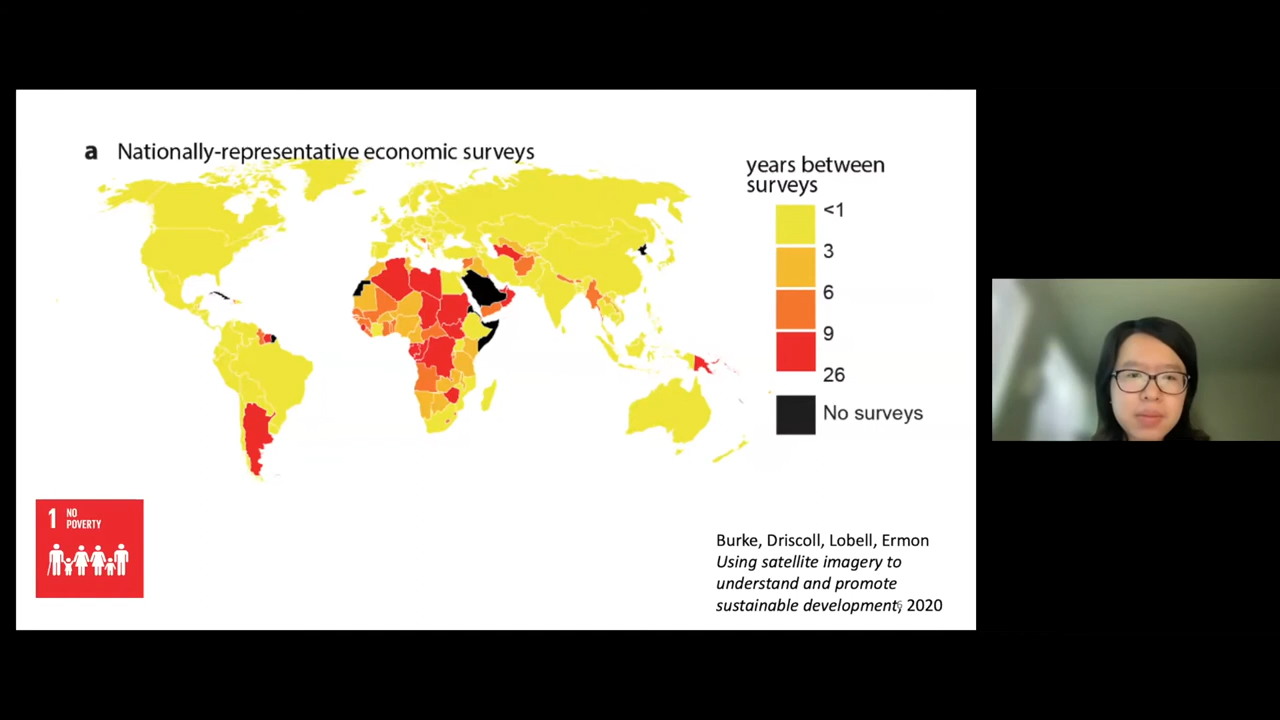 a Nationally-representative economic surveys
years between
surveys
<1
3
6
9
26
No surveys
1 NO
POVERTY
Burke, Driscoll, Lobell, Ermon
Using satellite imagery to
understand and promote
sustainable development, 2020